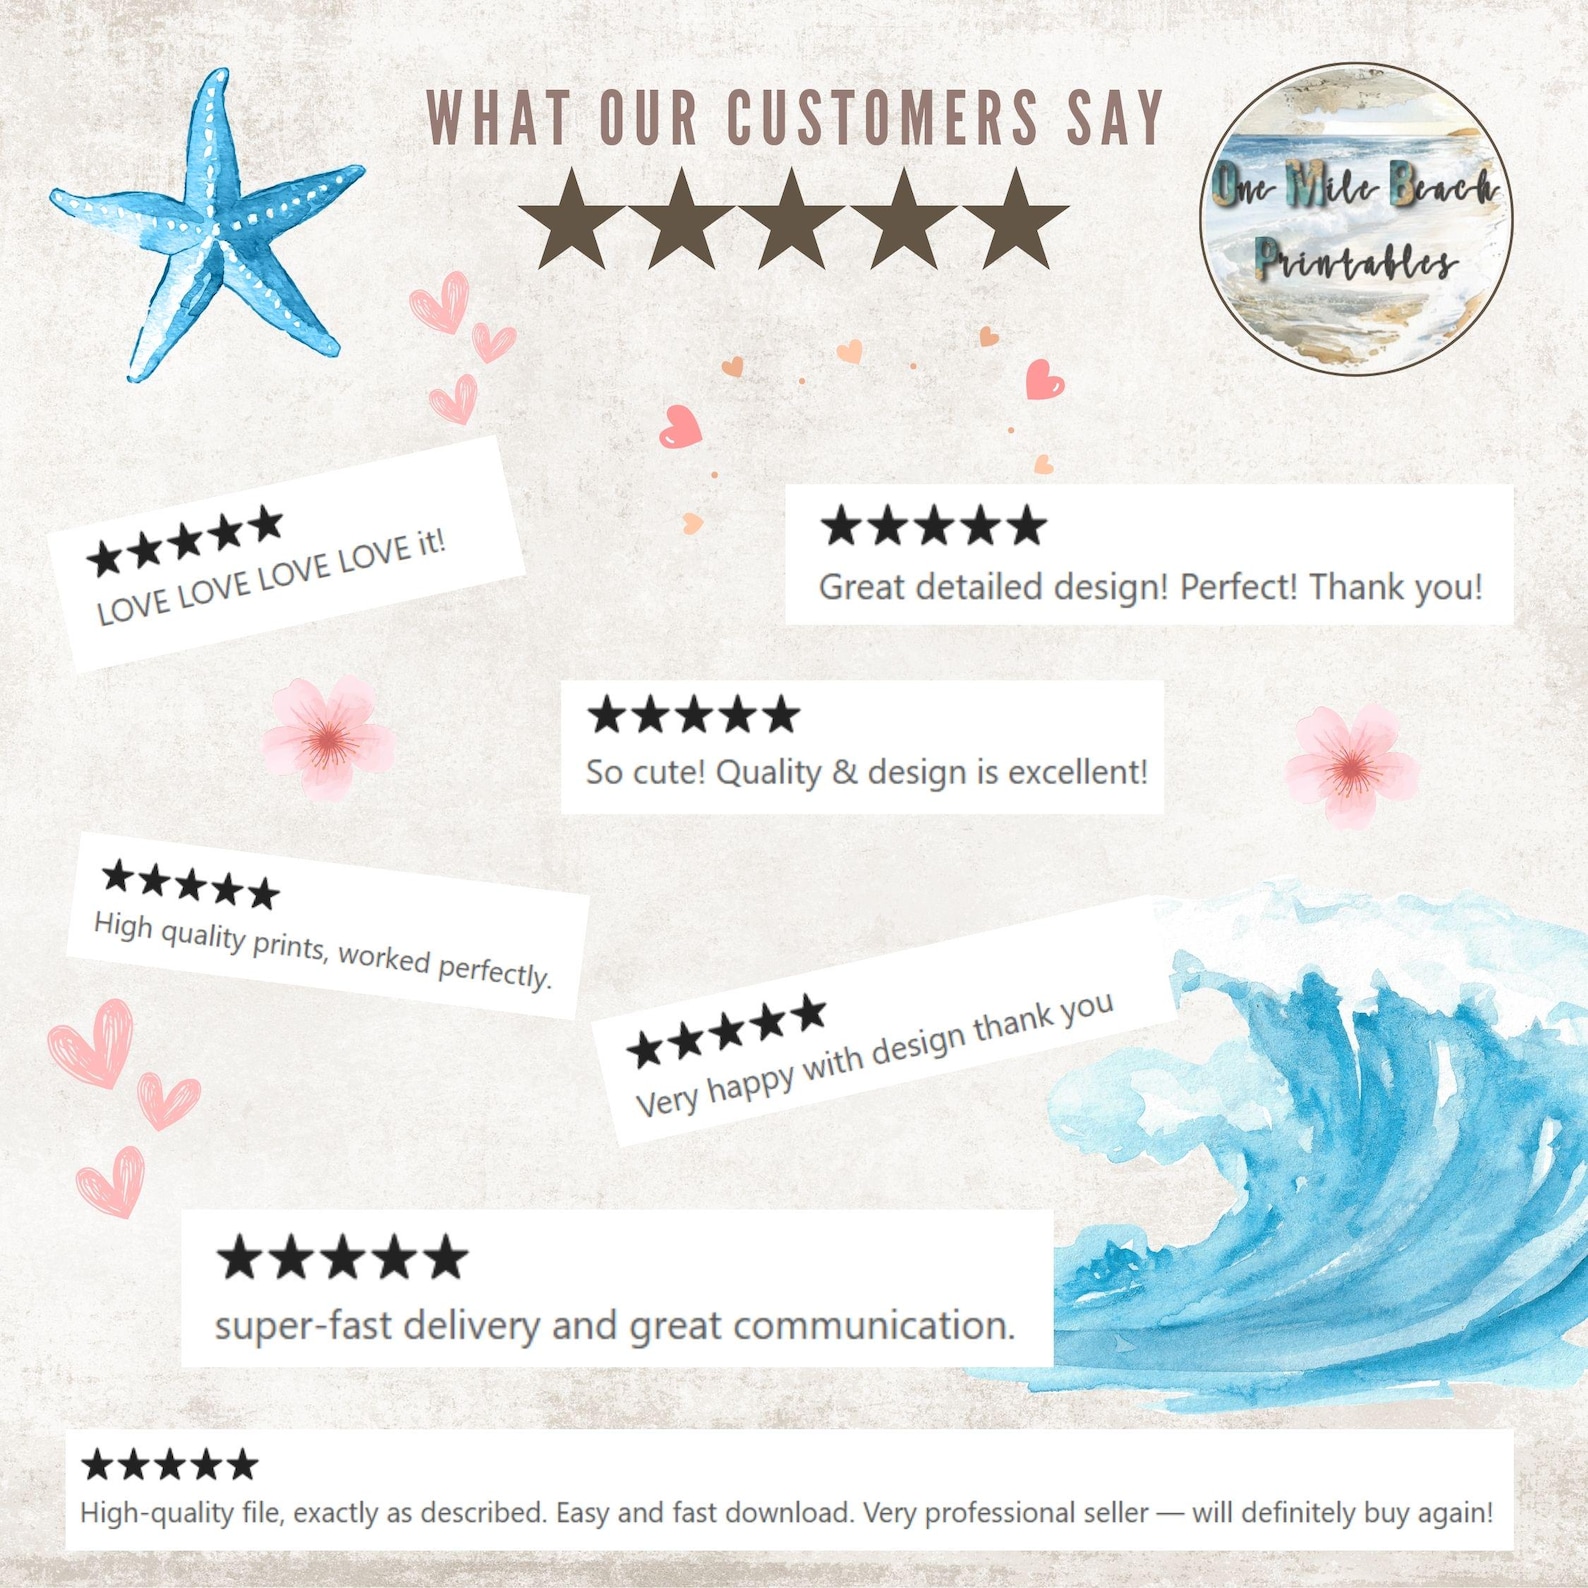 WHAT OUR CUSTOMERS SAY
One Mile Beach
Printables
LOVE LOVE LOVE LOVE it!
Great detailed design! Perfect! Thank you!
So cute! Quality & design is excellent!
High quality prints, worked perfectly.
Very happy with design thank you
super-fast delivery and great communication.
High-quality file, exactly as described. Easy and fast download. Very professional seller — will definitely buy again!